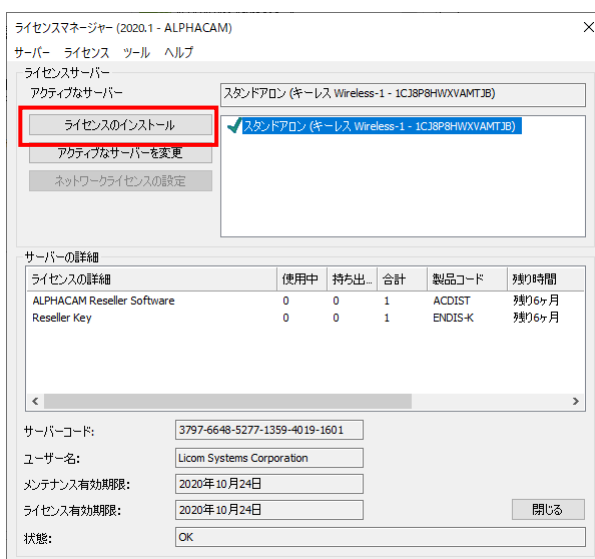 ライセンスマネージャー (2020.1 - ALPHACAM)
サーバー ライセンス ツール ヘルプ
ライセンスサーバー
アクティブなサーバー スタンドアロン (キーレス Wireless-1 - 1CJ8P8HWXVAMTJB)
ライセンスのインストール スタンドアロン (キーレス Wireless-1 - 1CJ8P8HWXVAMTJB)
アクティブなサーバーを変更
ネットワークライセンスの設定
サーバーの詳細
ライセンスの詳細 使用中 持ち出... 合計 製品コード 残り時間
ALPHACAM Reseller Software 0 0 1 ACDIST 残り6ヶ月
Reseller Key 0 0 1 ENDIS-K 残り6ヶ月
サーバーコード: 3797-6648-5277-1359-4019-1601
ユーザー名: Licom Systems Corporation
メンテナンス有効期限: 2020年10月24日
ライセンス有効期限: 2020年10月24日 閉じる
状態: OK